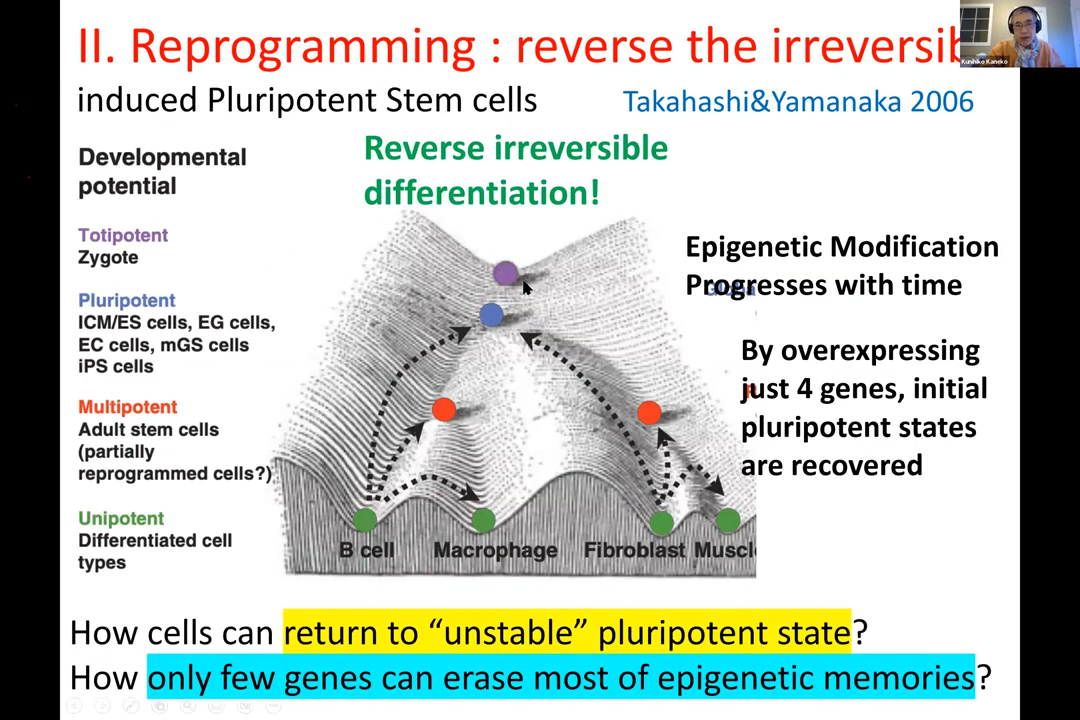 II. Reprogramming : reverse the irreversib
Kunihiko Kaneko
induced Pluripotent Stem cells
Takahashi&Yamanaka 2006
Developmental
potential
Reverse irreversible
differentiation!
Totipotent
Zygote
Epigenetic Modification
Progresses with time
Pluripotent
ICM/ES cells, EG cells,
EC cells, mGS cells
iPS cells
By overexpressing
just 4 genes, initial
pluripotent states
are recovered
Multipotent
Adult stem cells
(partially
reprogrammed cells?)
Unipotent
Differentiated cell
types
B cell
Macrophage
Fibroblast
Muscl
How cells can return to “unstable” pluripotent state?
How only few genes can erase most of epigenetic memories?